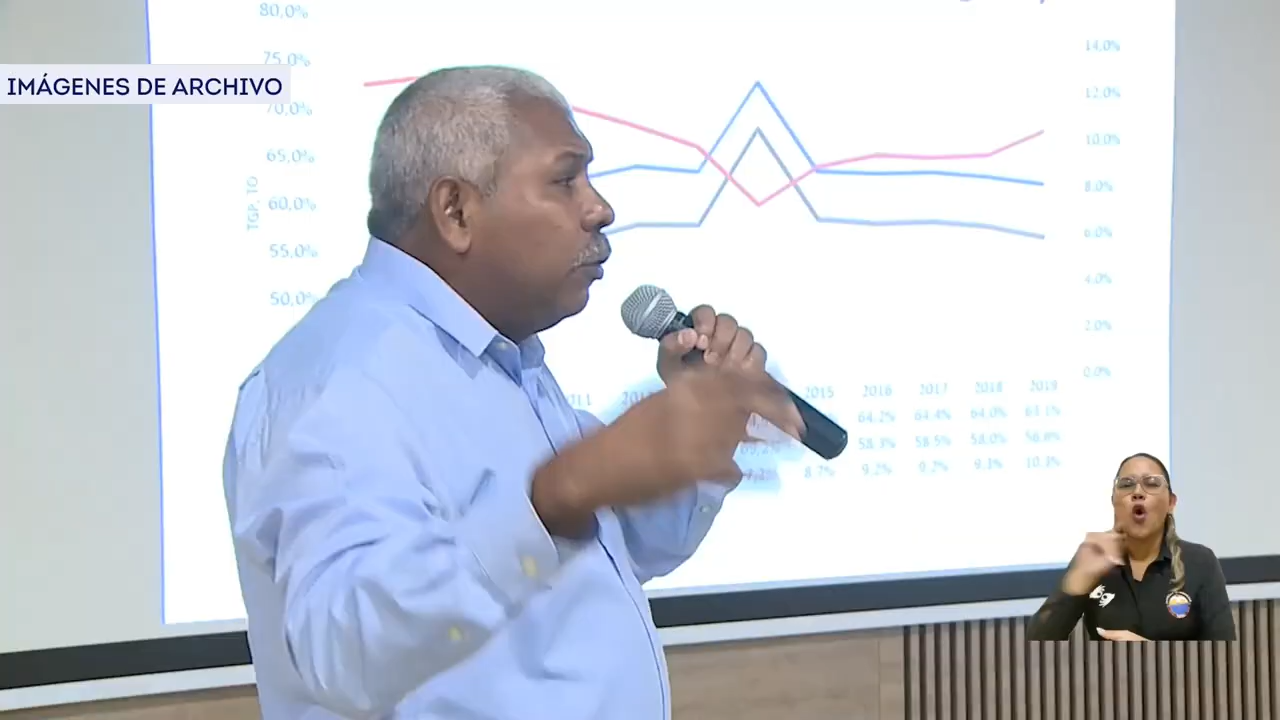 80,0%
14,0%
75,0%
IMÁGENES DE ARCHIVO
12,0%
70,0%
10,0%
65,0%
8,0%
TGP, TO
60,0%
6,0%
55,0%
4,0%
50,0%
2,0%
0,0%
2015 2016 2017 2018 2019
64,2% 64,4% 64,0% 63,1%
58,3% 58,5% 58,0% 56,6%
8,7% 9,2% 9,2% 9,3% 10,3%